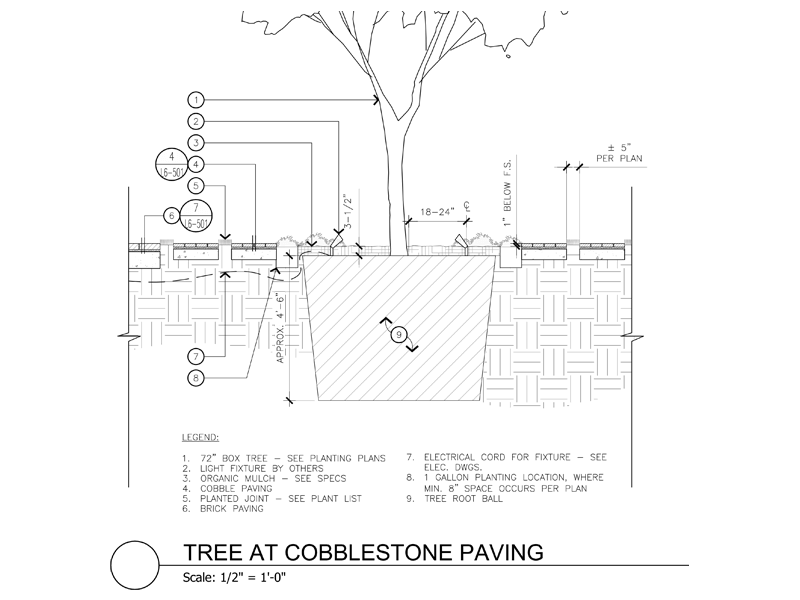 1
2
3
4
L6-501
4
5
7
L6-501
6
3-1/2"
18-24"
℄
1" BELOW F.S.
± 5"
PER PLAN
APPROX. 4'-6"
9
7
8
LEGEND:
1. 72" BOX TREE – SEE PLANTING PLANS
2. LIGHT FIXTURE BY OTHERS
3. ORGANIC MULCH – SEE SPECS
4. COBBLE PAVING
5. PLANTED JOINT – SEE PLANT LIST
6. BRICK PAVING
7. ELECTRICAL CORD FOR FIXTURE – SEE
ELEC. DWGS.
8. 1 GALLON PLANTING LOCATION, WHERE
MIN. 8" SPACE OCCURS PER PLAN
9. TREE ROOT BALL
TREE AT COBBLESTONE PAVING
Scale: 1/2" = 1'-0"